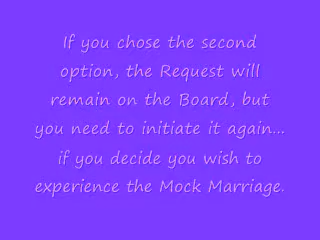 If you chose the second
option, the Request will
remain on the Board, but
you need to initiate it again...
if you decide you wish to
experience the Mock Marriage.